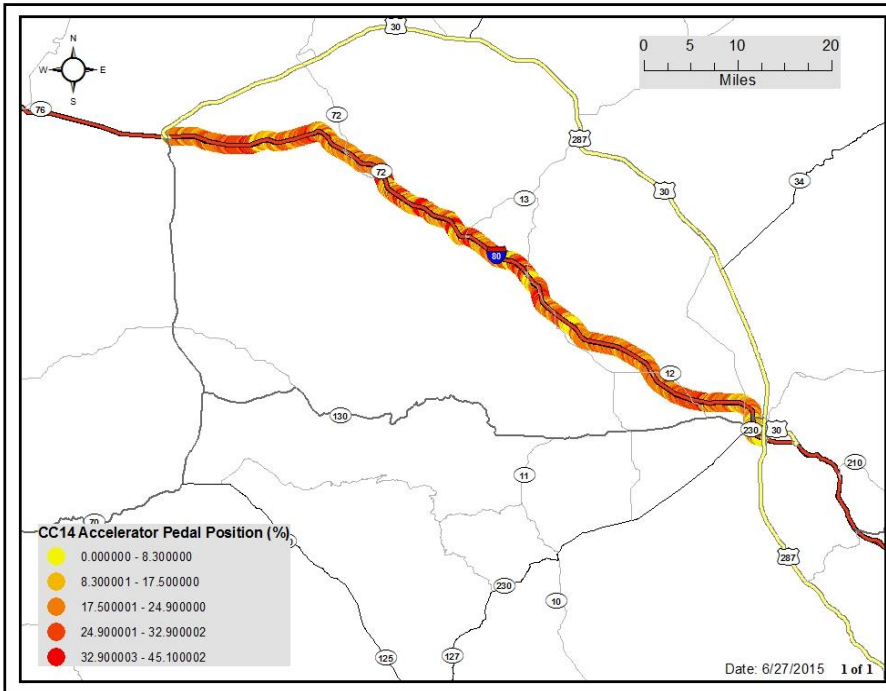 30
N
W E
S
0 5 10 20
Miles
76
72
287
72
34
30
13
80
12
130
230
30
210
11
70
CC14 Accelerator Pedal Position (%)
0.000000 - 8.300000
8.300001 - 17.500000
17.500001 - 24.900000
24.900001 - 32.900002
32.900003 - 45.100002
287
230
10
125
127
Date: 6/27/2015 1 of 1